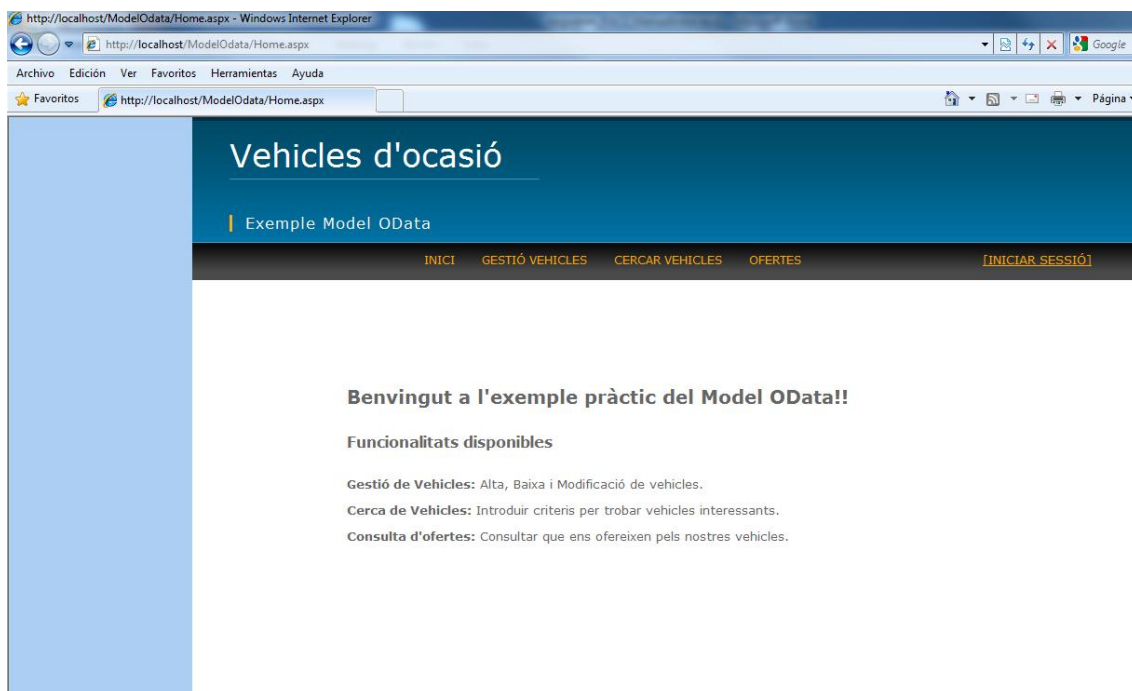 http://localhost/ModelOdata/Home.aspx - Windows Internet Explorer
http://localhost/ModelOdata/Home.aspx
Google
Archivo Edición Ver Favoritos Herramientas Ayuda
Favoritos http://localhost/ModelOdata/Home.aspx Página
Vehicles d'ocasió
Exemple Model OData
INICI GESTIÓ VEHICLES CERCAR VEHICLES OFERTES [INICIAR SESSIÓ]
Benvingut a l'exemple pràctic del Model OData!!
Funcionalitats disponibles
Gestió de Vehicles: Alta, Baixa i Modificació de vehicles.
Cerca de Vehicles: Introduir criteris per trobar vehicles interessants.
Consulta d'ofertes: Consultar que ens ofereixen pels nostres vehicles.